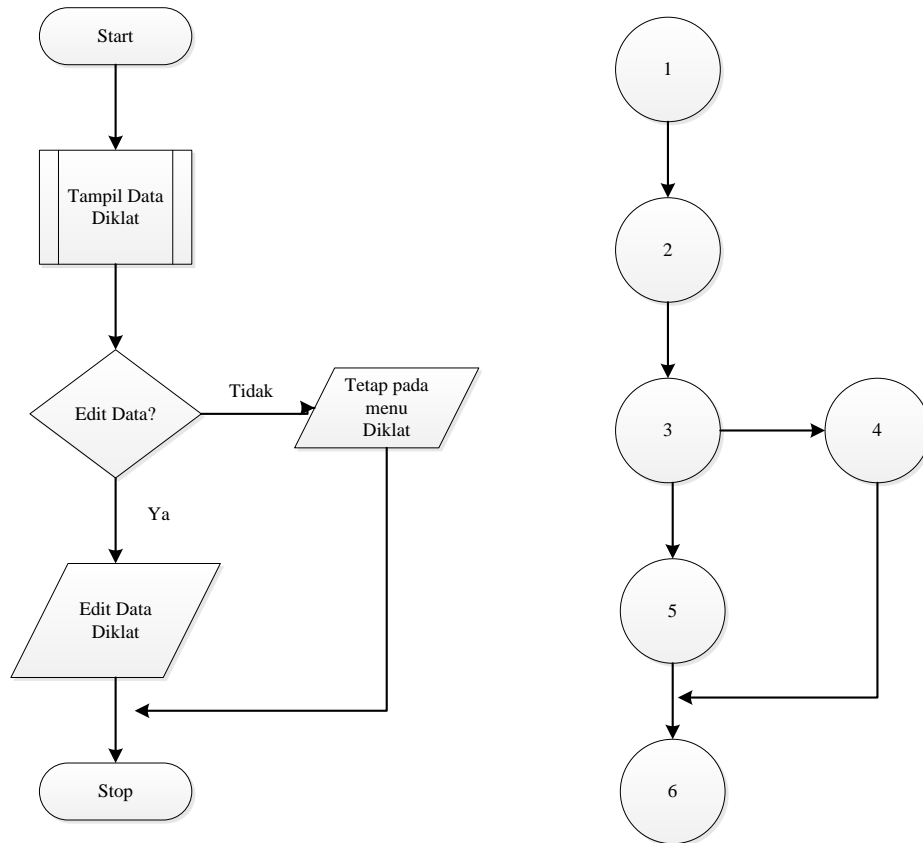 Start
Tampil Data
Diklat
Edit Data?
Tidak
Tetap pada
menu
Diklat
Ya
Edit Data
Diklat
Stop
1
2
3
4
5
6